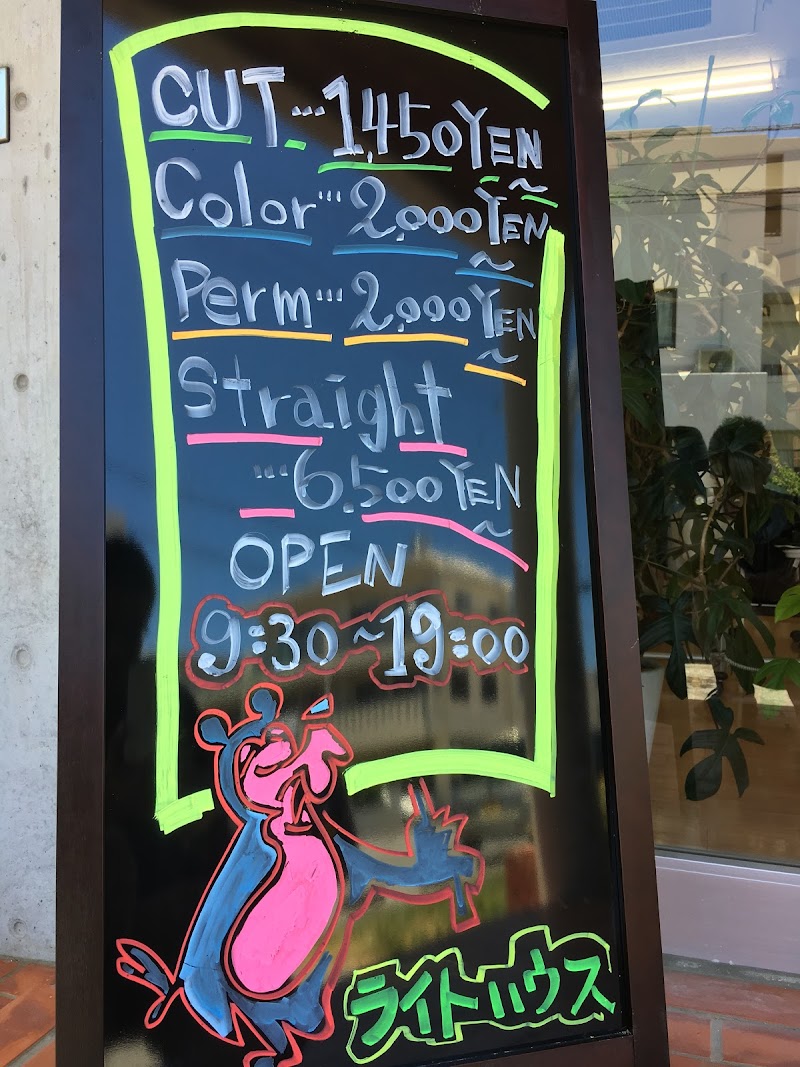 CUT…1,450YEN~
Color…2,000YEN~
Perm…2,000YEN~
Straight
…6,500YEN~
OPEN
9:30~19:00
ライトハウス